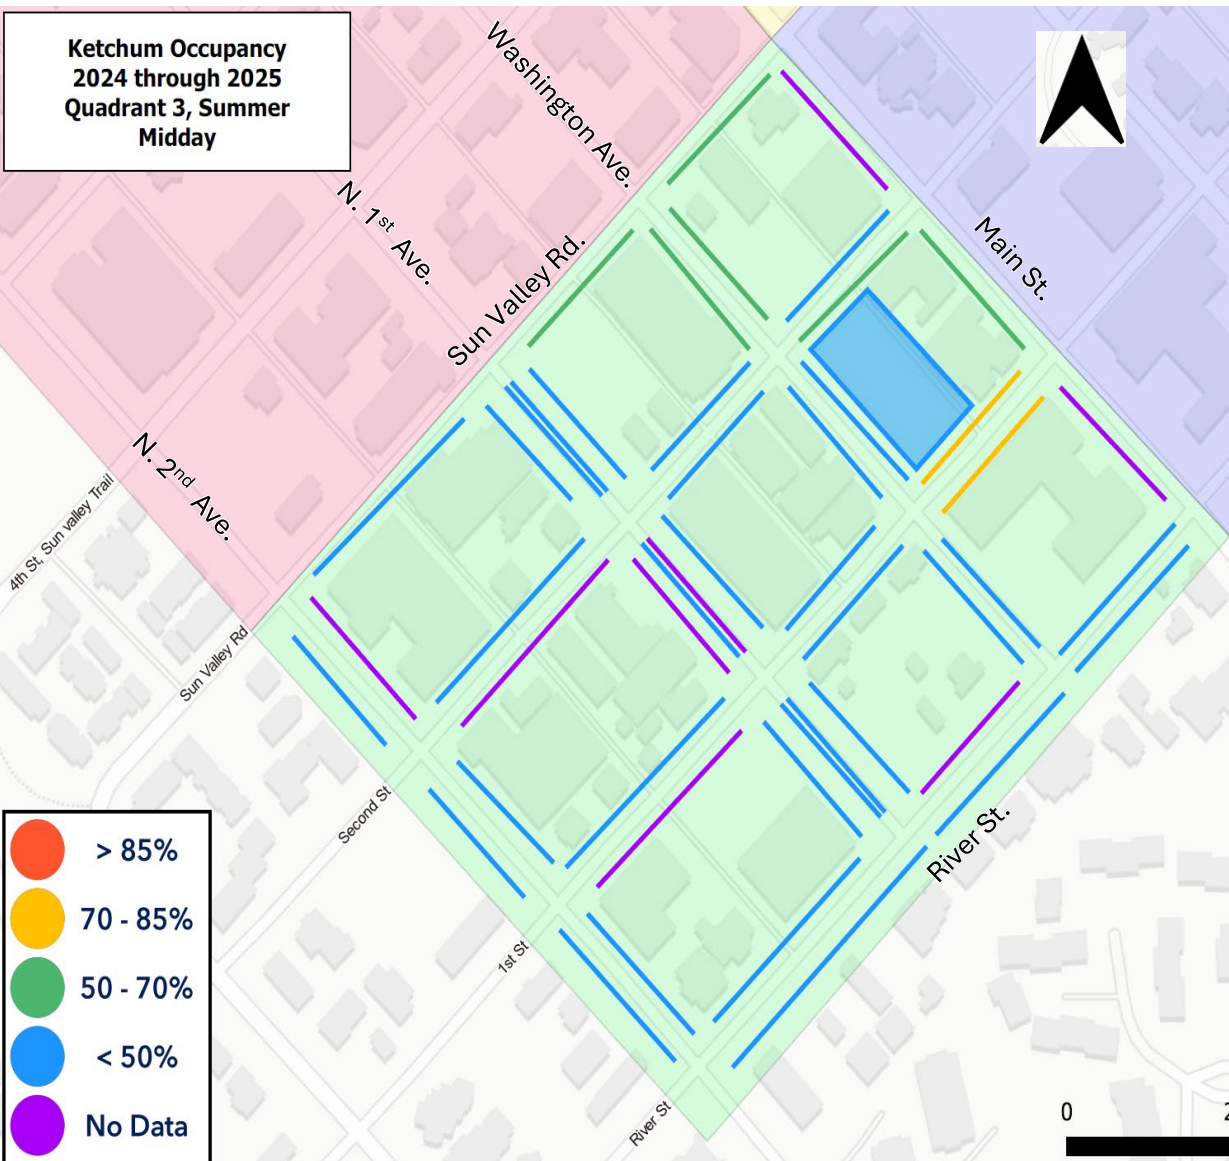 Ketchum Occupancy
2024 through 2025
Quadrant 3, Summer
Midday
Washington Ave.
N. 1st Ave.
Sun Valley Rd.
Main St.
N. 2nd Ave.
4th St, Sun valley Trail
Sun Valley Rd
Second St
1st St
River St
River St.
> 85%
70 - 85%
50 - 70%
< 50%
No Data
0